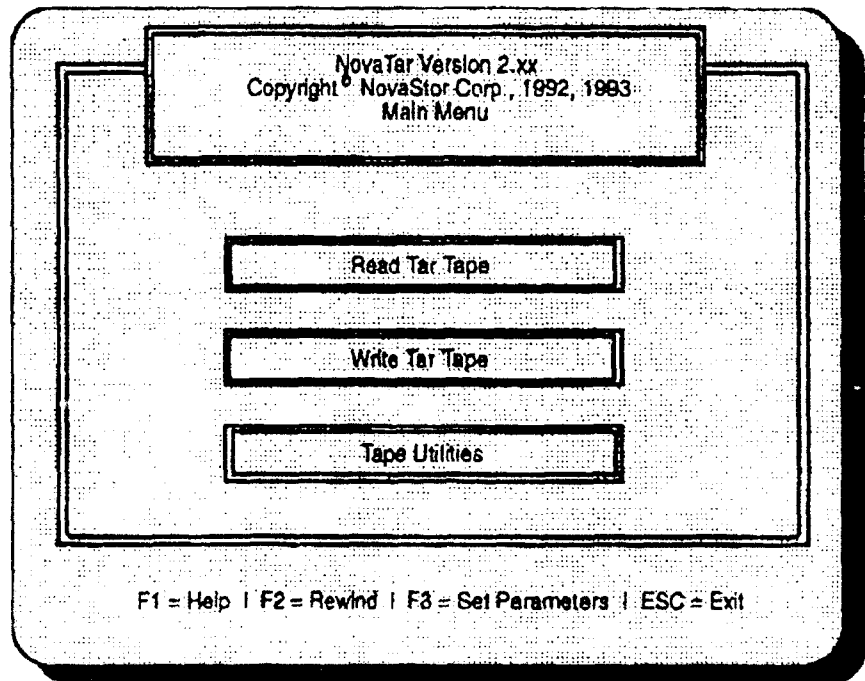 NovaTar Version 2.xx
Copyright © NovaStor Corp., 1992, 1993
Main Menu
Read Tar Tape
Write Tar Tape
Tape Utilities
F1 = Help | F2 = Rewind | F3 = Set Parameters | ESC = Exit